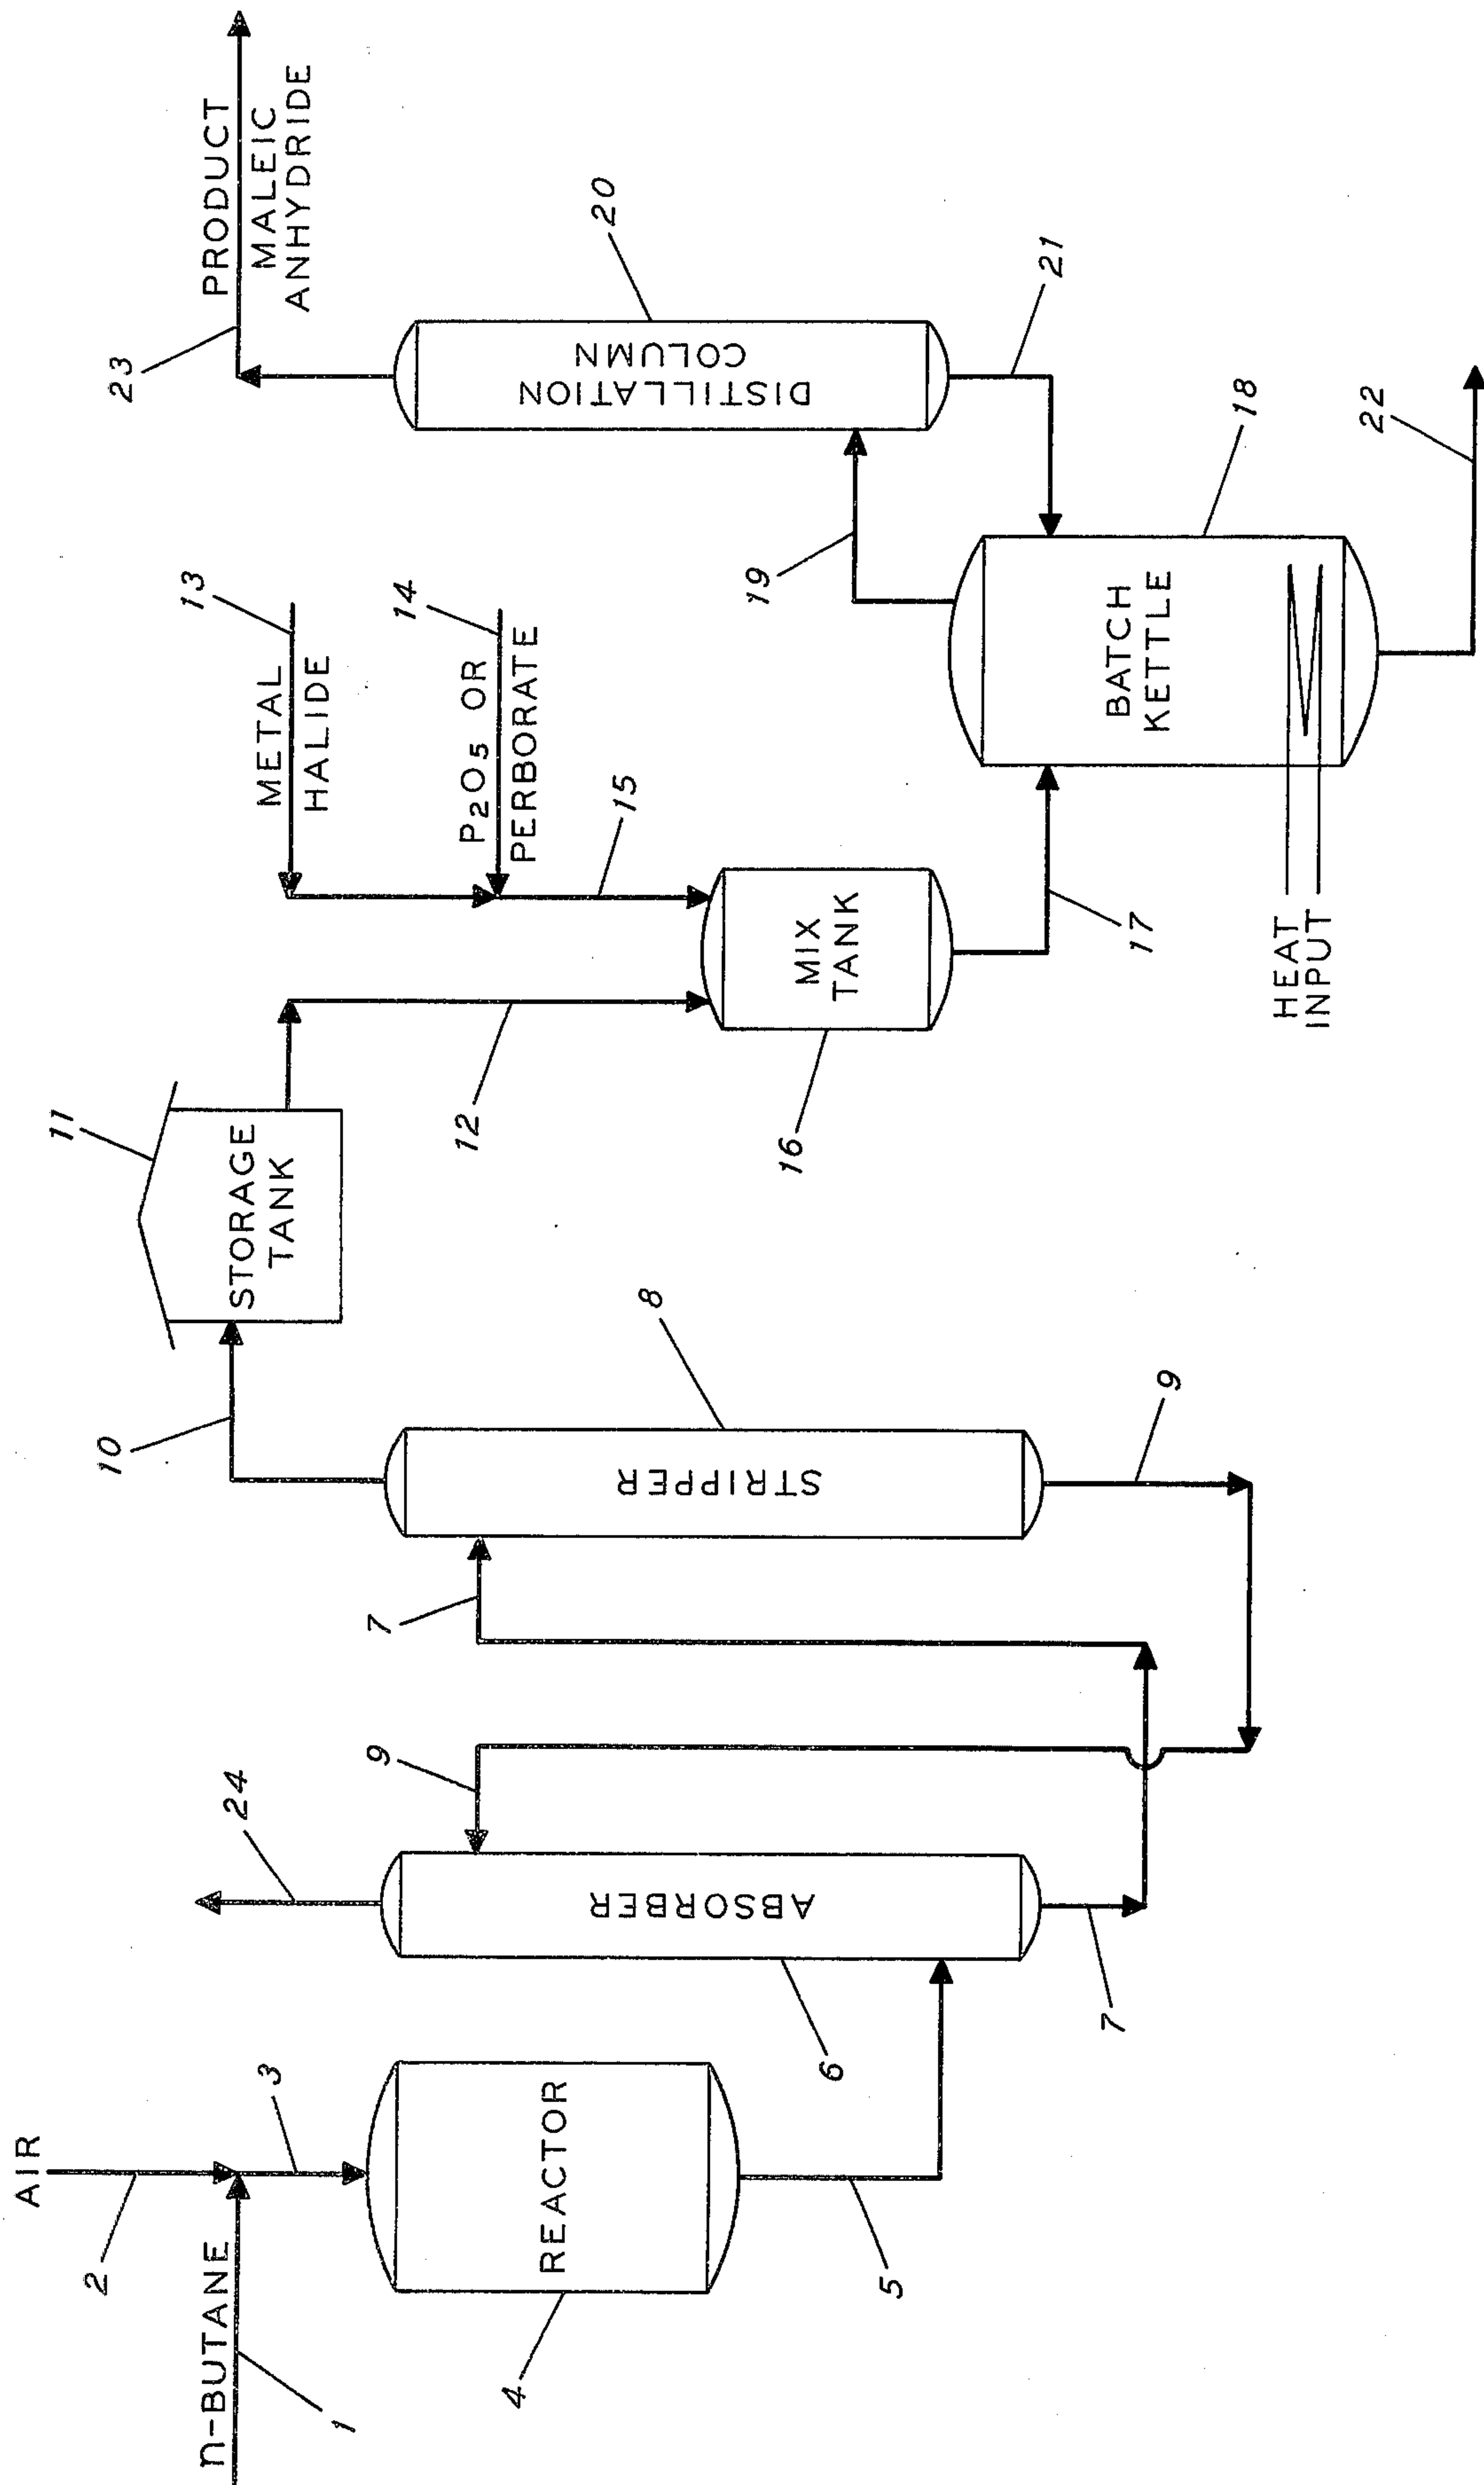 AIR
2
n-BUTANE
1
3
REACTOR
4
5
24
ABSORBER
6
7
9
7
STRIPPER
8
9
10
11
STORAGE
TANK
12
METAL
HALIDE
13
P₂O₅ OR
PERBORATE
14
15
MIX
TANK
16
17
HEAT
INPUT
BATCH
KETTLE
18
19
DISTILLATION
COLUMN
20
21
22
23
PRODUCT
MALEIC
ANHYDRIDE